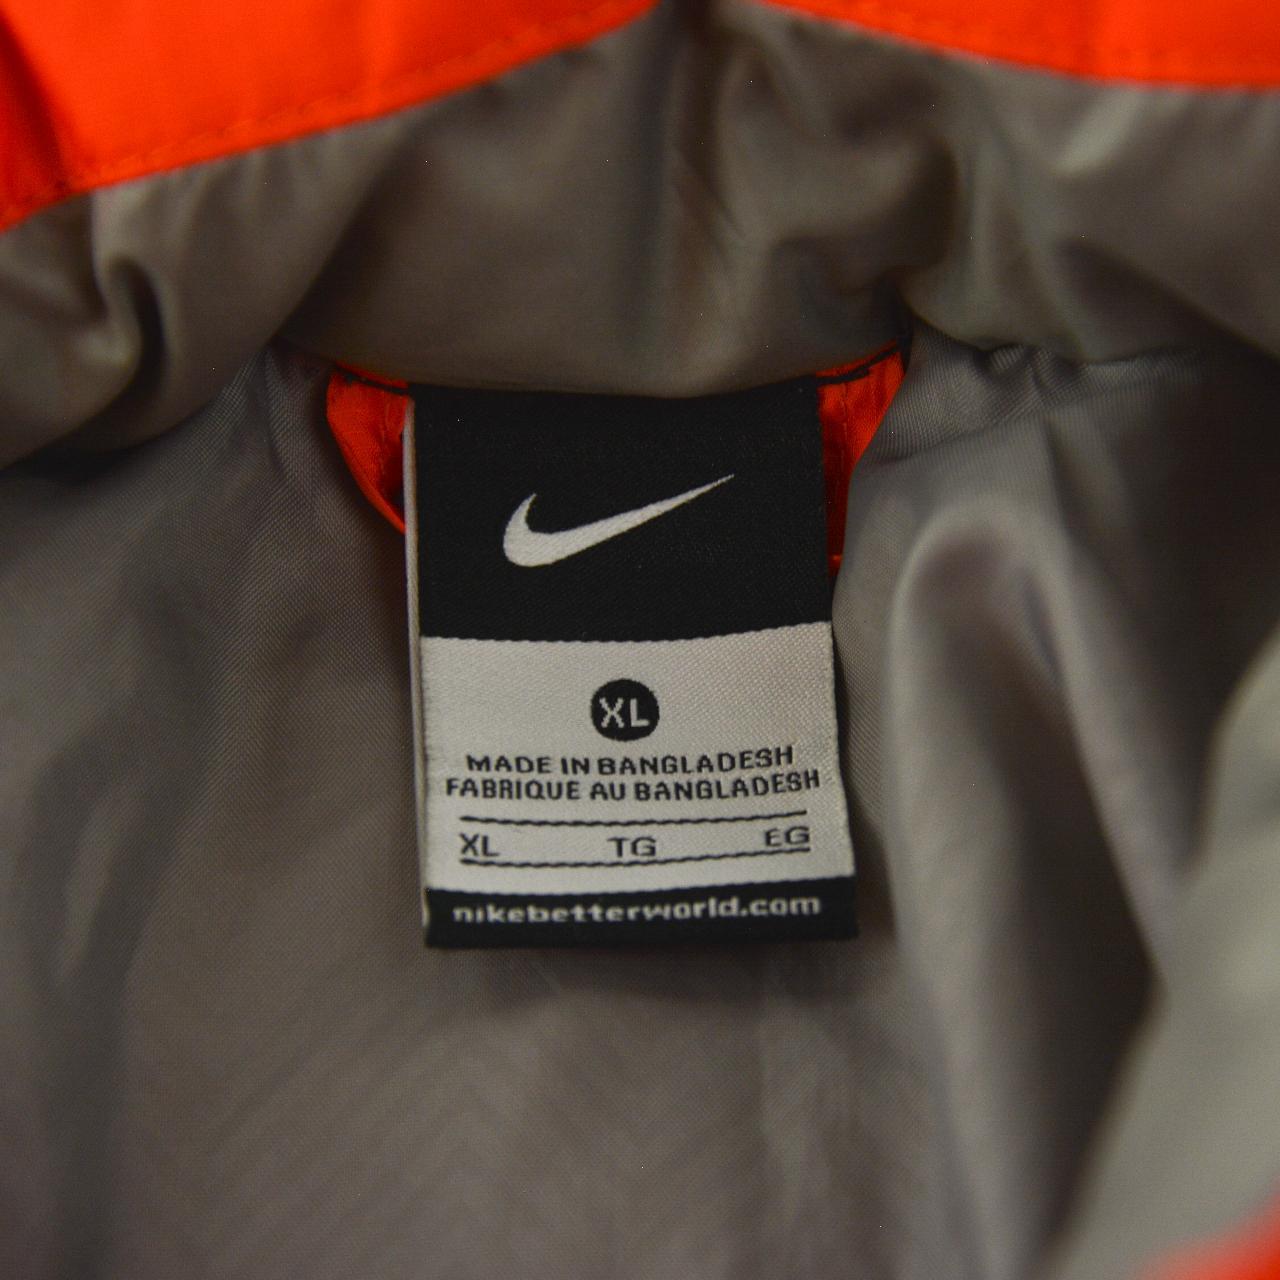 XL
MADE IN BANGLADESH
FABRIQUE AU BANGLADESH
XL TG EG
nikebetterworld.com